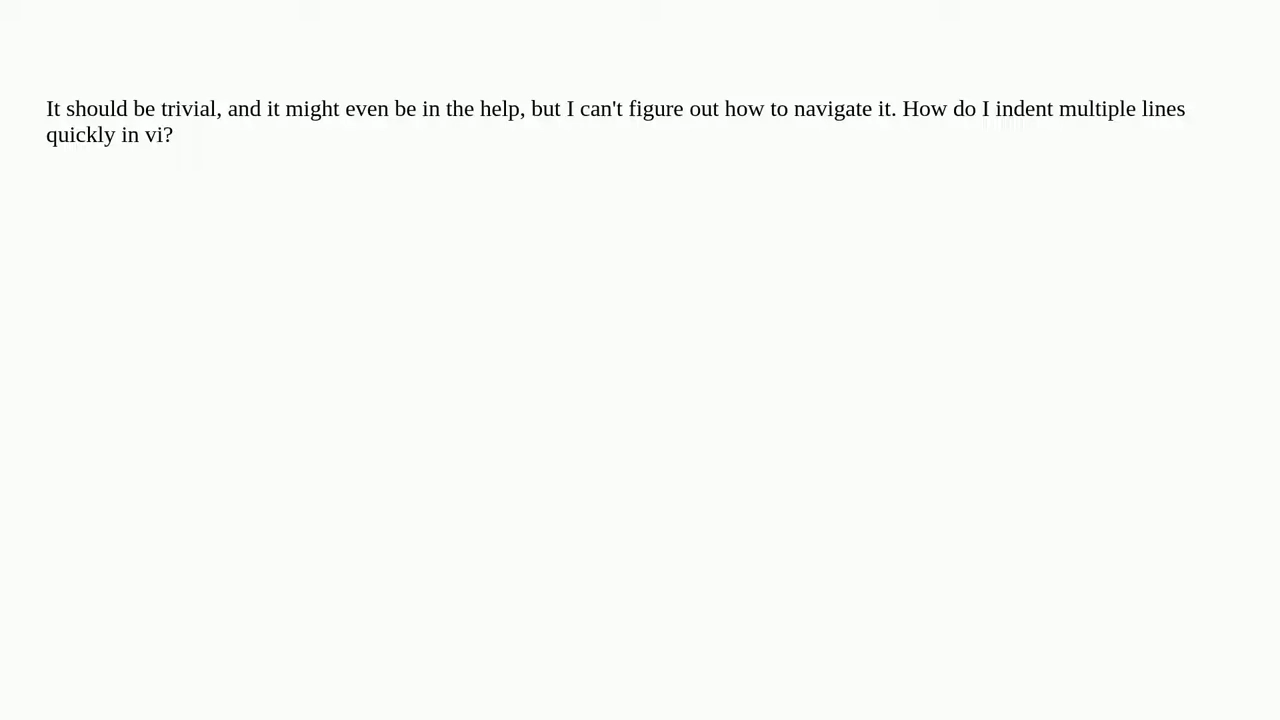 It should be trivial, and it might even be in the help, but I can't figure out how to navigate it. How do I indent multiple lines
quickly in vi?